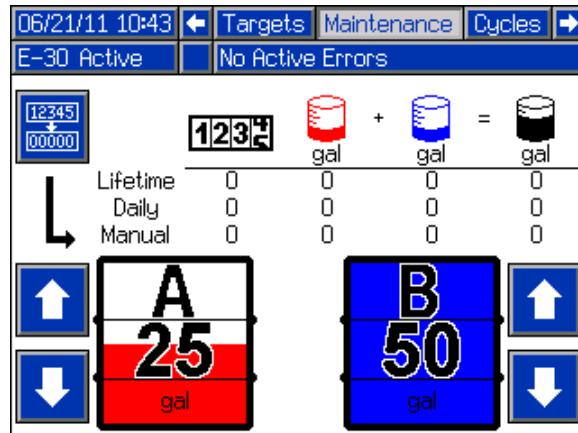 06/21/11 10:43 Targets Maintenance Cycles
E-30 Active No Active Errors
12345
00000
12345 + =
gal gal gal
Lifetime 0 0 0 0
Daily 0 0 0 0
Manual 0 0 0 0
A B
25 50
gal gal